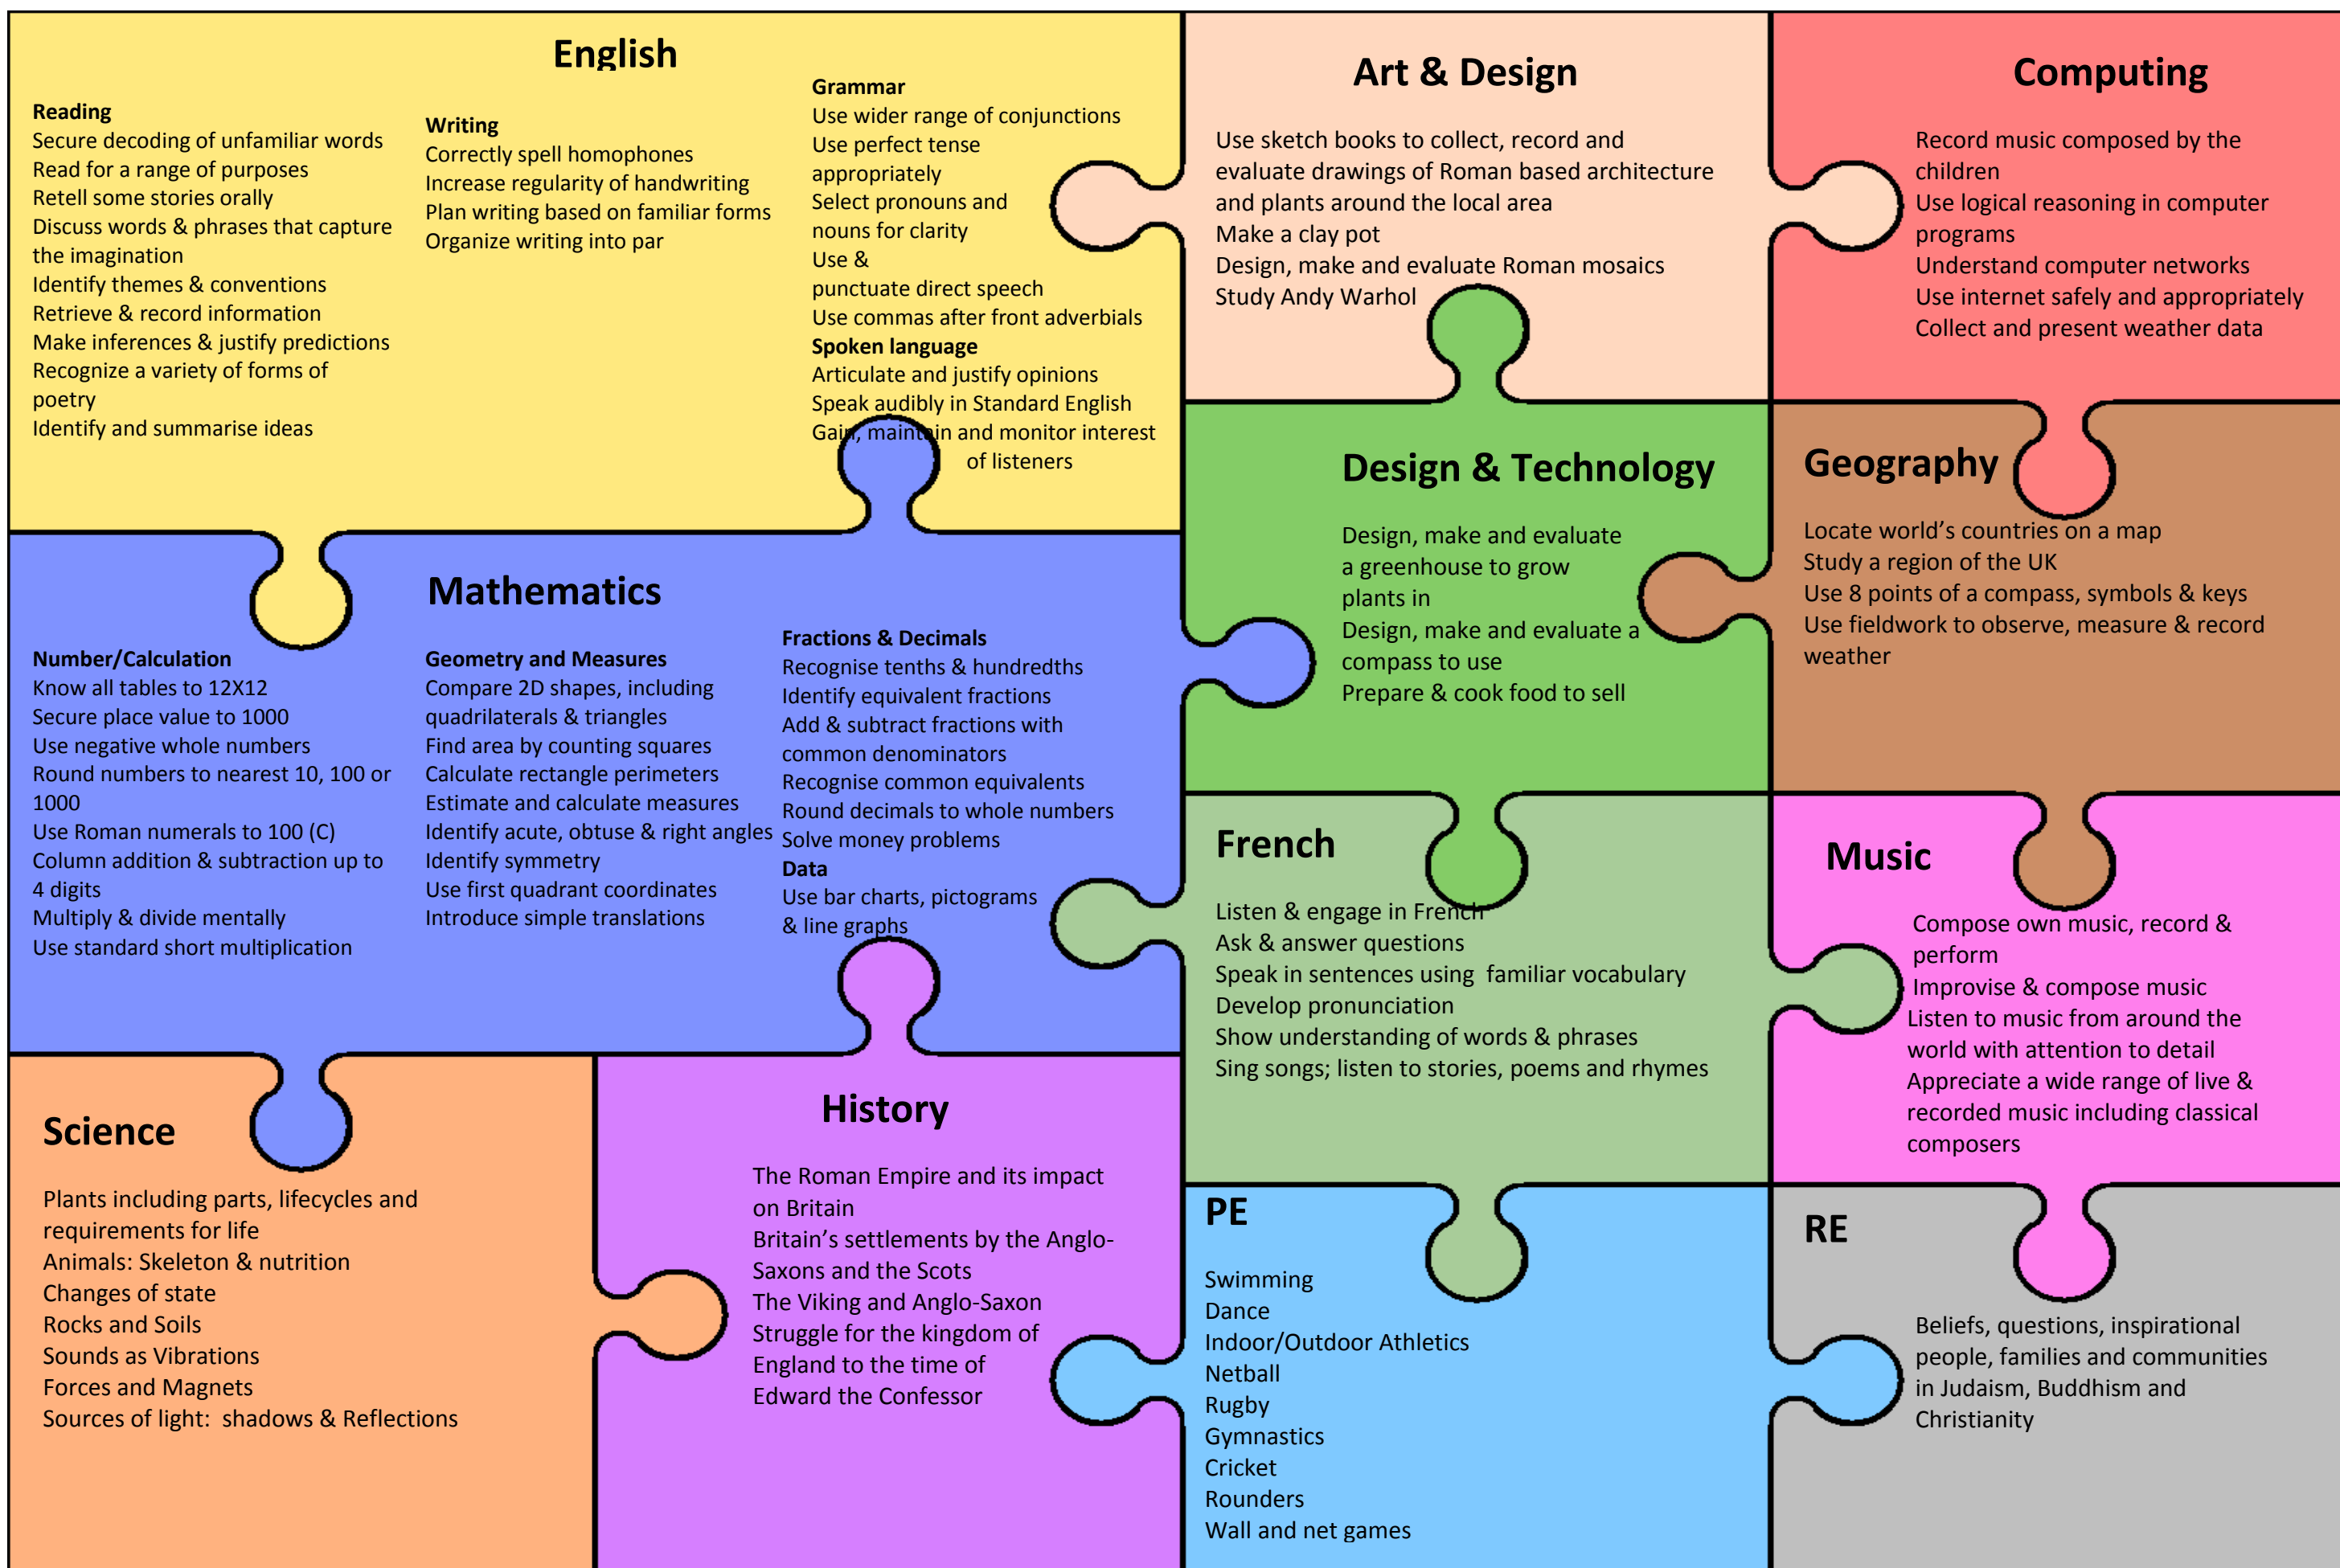 English
Reading
Secure decoding of unfamiliar words
Read for a range of purposes
Retell some stories orally
Discuss words & phrases that capture
the imagination
Identify themes & conventions
Retrieve & record information
Make inferences & justify predictions
Recognize a variety of forms of
poetry
Identify and summarise ideas
Writing
Correctly spell homophones
Increase regularity of handwriting
Plan writing based on familiar forms
Organize writing into par
Grammar
Use wider range of conjunctions
Use perfect tense
appropriately
Select pronouns and
nouns for clarity
Use &
punctuate direct speech
Use commas after front adverbials
Spoken language
Articulate and justify opinions
Speak audibly in Standard English
Gain, maintain and monitor interest
of listeners
Art & Design
Use sketch books to collect, record and
evaluate drawings of Roman based architecture
and plants around the local area
Make a clay pot
Design, make and evaluate Roman mosaics
Study Andy Warhol
Computing
Record music composed by the
children
Use logical reasoning in computer
programs
Understand computer networks
Use internet safely and appropriately
Collect and present weather data
Mathematics
Number/Calculation
Know all tables to 12X12
Secure place value to 1000
Use negative whole numbers
Round numbers to nearest 10, 100 or
1000
Use Roman numerals to 100 (C)
Column addition & subtraction up to
4 digits
Multiply & divide mentally
Use standard short multiplication
Geometry and Measures
Compare 2D shapes, including
quadrilaterals & triangles
Find area by counting squares
Calculate rectangle perimeters
Estimate and calculate measures
Identify acute, obtuse & right angles
Identify symmetry
Use first quadrant coordinates
Introduce simple translations
Fractions & Decimals
Recognise tenths & hundredths
Identify equivalent fractions
Add & subtract fractions with
common denominators
Recognise common equivalents
Round decimals to whole numbers
Solve money problems
Data
Use bar charts, pictograms
& line graphs
Design & Technology
Design, make and evaluate
a greenhouse to grow
plants in
Design, make and evaluate a
compass to use
Prepare & cook food to sell
Geography
Locate world's countries on a map
Study a region of the UK
Use 8 points of a compass, symbols & keys
Use fieldwork to observe, measure & record
weather
French
Listen & engage in French
Ask & answer questions
Speak in sentences using familiar vocabulary
Develop pronunciation
Show understanding of words & phrases
Sing songs; listen to stories, poems and rhymes
Music
Compose own music, record &
perform
Improvise & compose music
Listen to music from around the
world with attention to detail
Appreciate a wide range of live &
recorded music including classical
composers
Science
Plants including parts, lifecycles and
requirements for life
Animals: Skeleton & nutrition
Changes of state
Rocks and Soils
Sounds as Vibrations
Forces and Magnets
Sources of light: shadows & Reflections
History
The Roman Empire and its impact
on Britain
Britain's settlements by the Anglo-
Saxons and the Scots
The Viking and Anglo-Saxon
Struggle for the kingdom of
England to the time of
Edward the Confessor
PE
Swimming
Dance
Indoor/Outdoor Athletics
Netball
Rugby
Gymnastics
Cricket
Rounders
Wall and net games
RE
Beliefs, questions, inspirational
people, families and communities
in Judaism, Buddhism and
Christianity